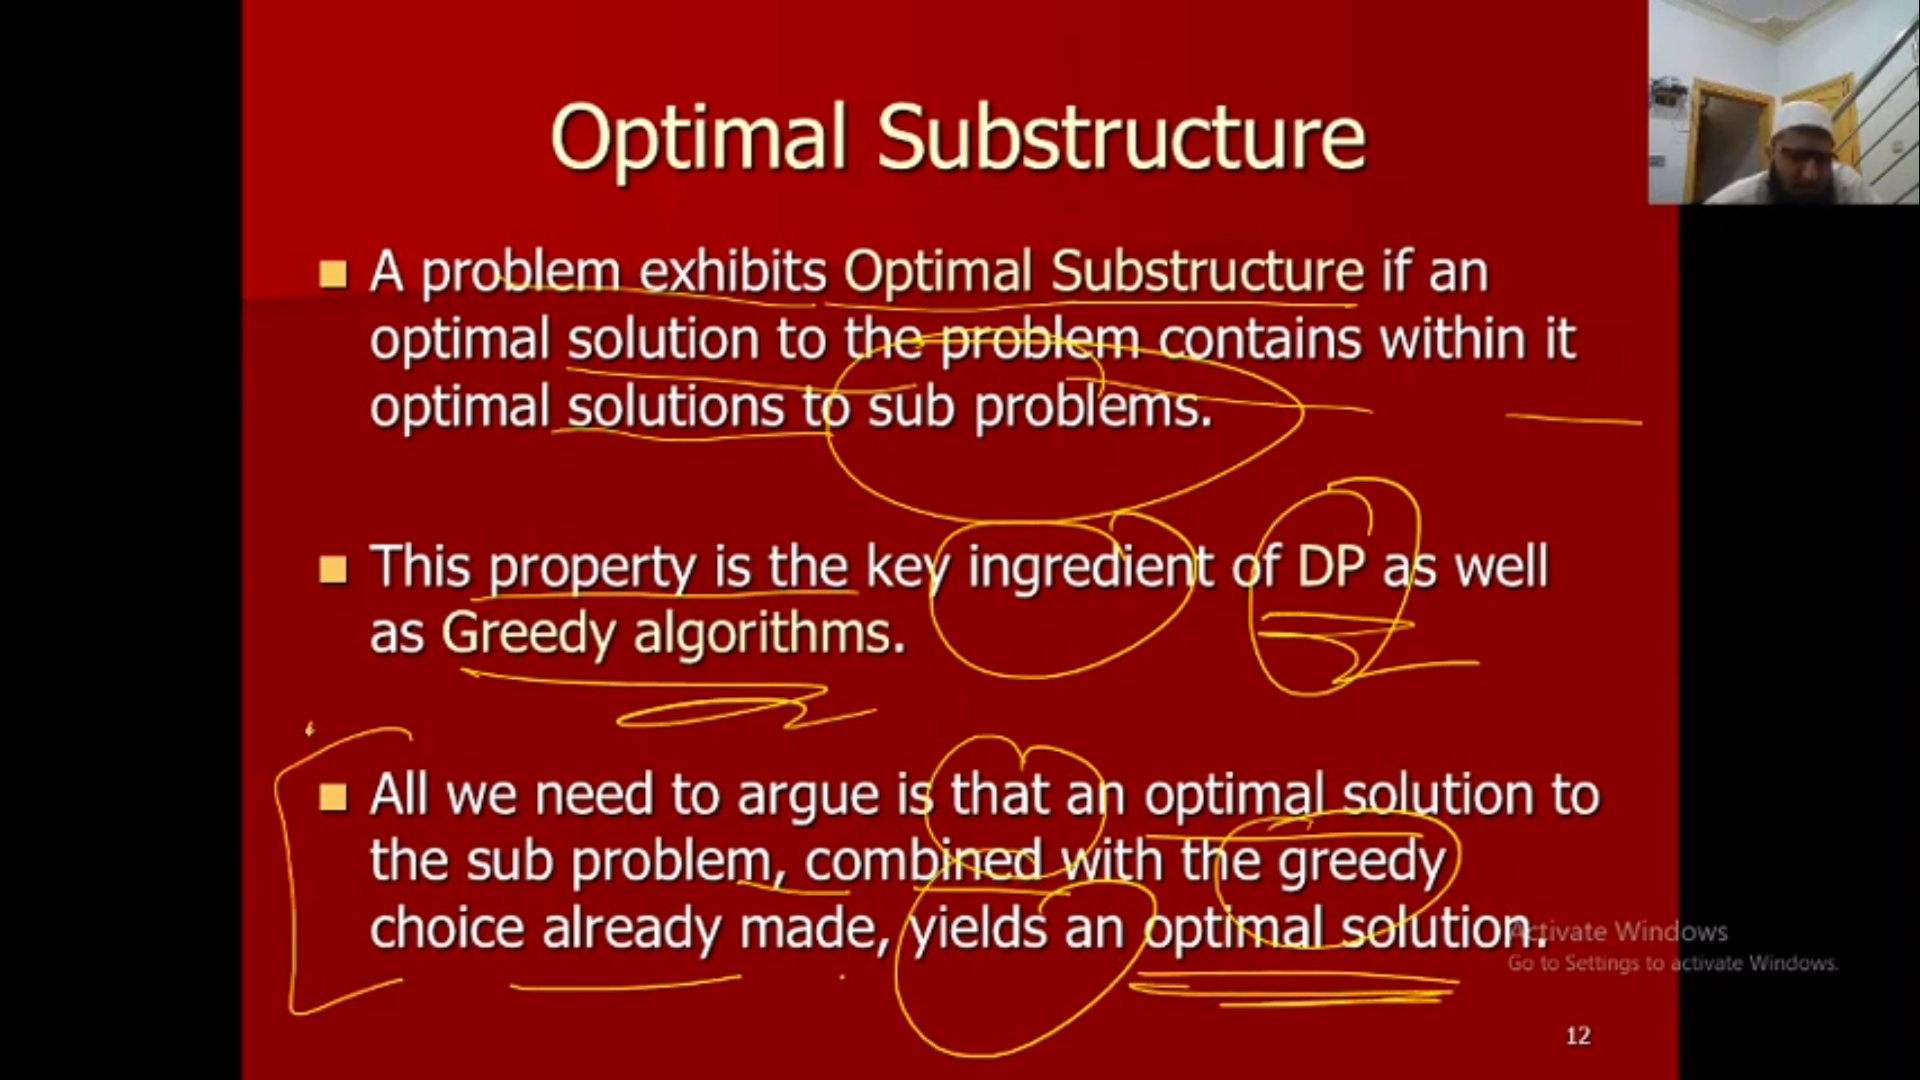 Optimal Substructure
A problem exhibits Optimal Substructure if an
optimal solution to the problem contains within it
optimal solutions to sub problems.
This property is the key ingredient of DP as well
as Greedy algorithms.
All we need to argue is that an optimal solution to
the sub problem, combined with the greedy
choice already made, yields an optimal solution.
Activate Windows
Go to Settings to activate Windows.
12